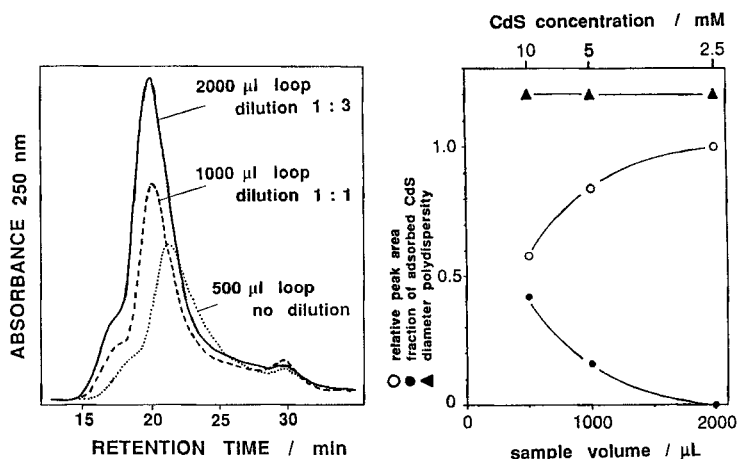 ABSORBANCE 250 nm
2000 µl loop
dilution 1 : 3
1000 µl loop
dilution 1 : 1
500 µl loop
no dilution
15 20 25 30
RETENTION TIME / min
CdS concentration / mM
10 5 2.5
1.0
0.5
0
○ relative peak area
● fraction of adsorbed CdS
▲ diameter polydispersity
0 1000 2000
sample volume / µL